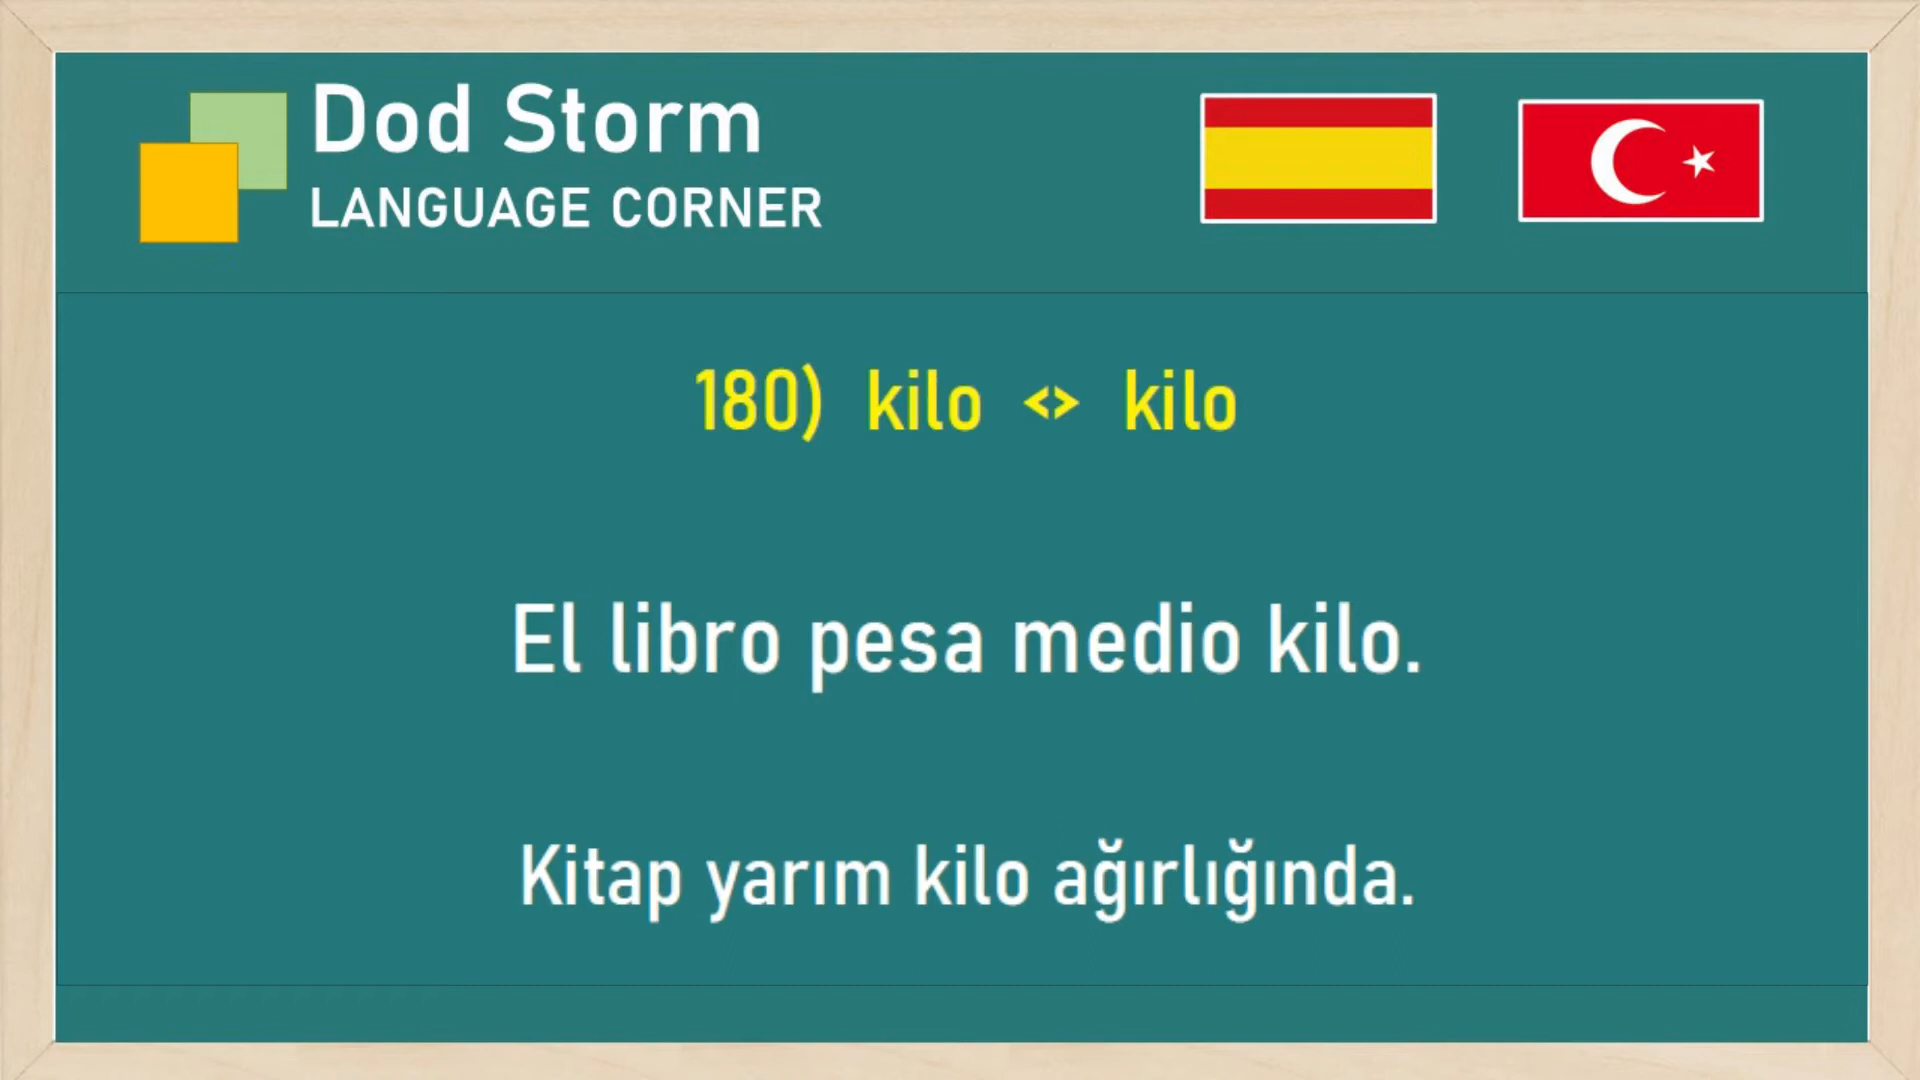 Dod Storm
LANGUAGE CORNER
180) kilo <> kilo
El libro pesa medio kilo.
Kitap yarım kilo ağırlığında.